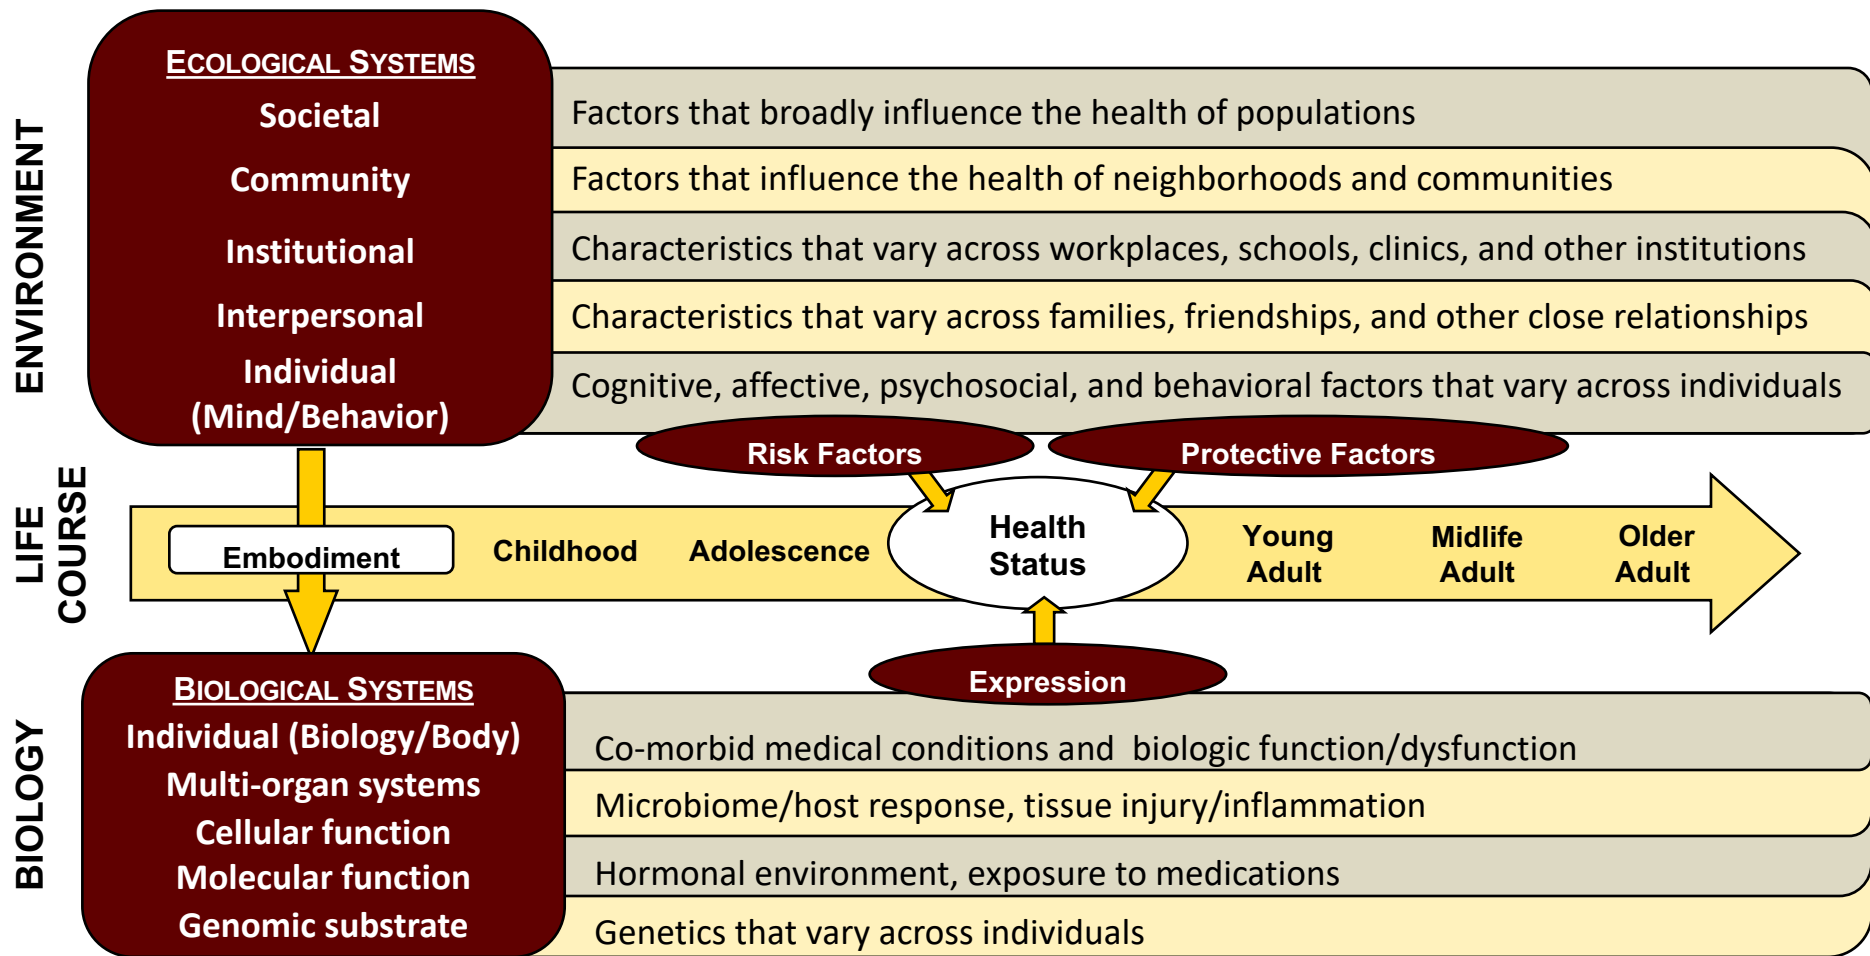 ENVIRONMENT
ECOLOGICAL SYSTEMS
Societal
Factors that broadly influence the health of populations
Community
Factors that influence the health of neighborhoods and communities
Institutional
Characteristics that vary across workplaces, schools, clinics, and other institutions
Interpersonal
Characteristics that vary across families, friendships, and other close relationships
Individual
(Mind/Behavior)
Cognitive, affective, psychosocial, and behavioral factors that vary across individuals
Risk Factors
Protective Factors
LIFE
COURSE
Embodiment
Childhood
Adolescence
Health
Status
Young
Adult
Midlife
Adult
Older
Adult
Expression
BIOLOGY
BIOLOGICAL SYSTEMS
Individual (Biology/Body)
Co-morbid medical conditions and  biologic function/dysfunction
Multi-organ systems
Microbiome/host response, tissue injury/inflammation
Cellular function
Molecular function
Hormonal environment, exposure to medications
Genomic substrate
Genetics that vary across individuals